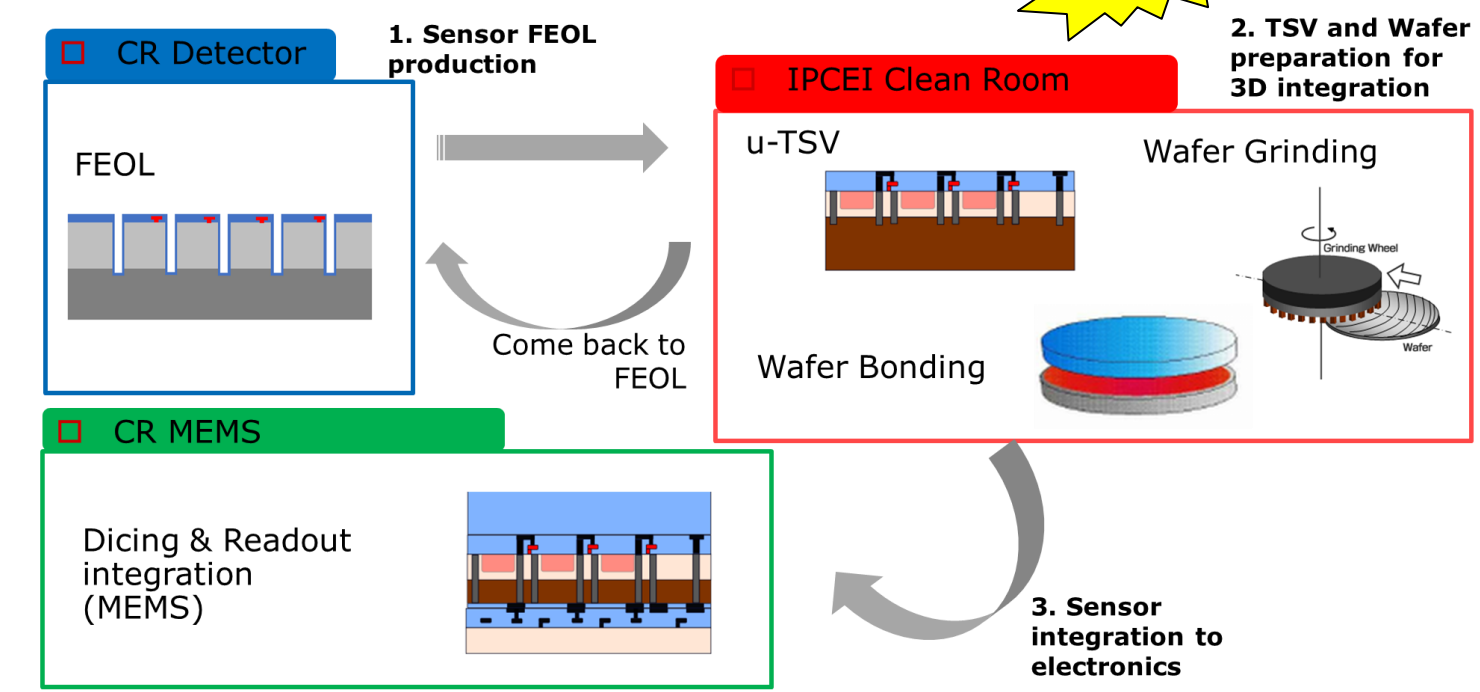 CR Detector
1. Sensor FEOL
production
2. TSV and Wafer
preparation for
3D integration
IPCEI Clean Room
FEOL
u-TSV
Wafer Grinding
Grinding Wheel
Wafer
Come back to
FEOL
Wafer Bonding
CR MEMS
Dicing & Readout
integration
(MEMS)
3. Sensor
integration to
electronics